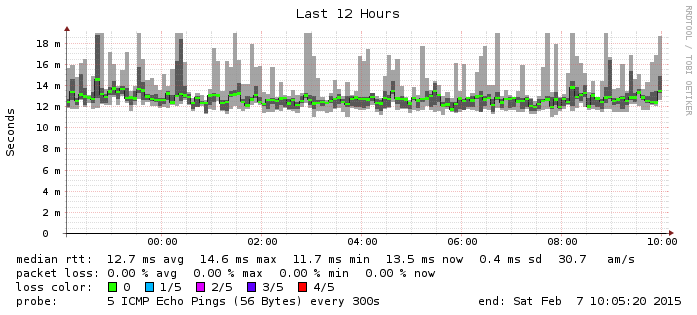 Last 12 Hours
RRDTOOL / TOBI OETIKER
Seconds
18 m
16 m
14 m
12 m
10 m
8 m
6 m
4 m
2 m
0
00:00 02:00 04:00 06:00 08:00 10:00
median rtt: 12.7 ms avg 14.6 ms max 11.7 ms min 13.5 ms now 0.4 ms sd 30.7 am/s
packet loss: 0.00 % avg 0.00 % max 0.00 % min 0.00 % now
loss color: 0 1/5 2/5 3/5 4/5
probe: 5 ICMP Echo Pings (56 Bytes) every 300s end: Sat Feb 7 10:05:20 2015